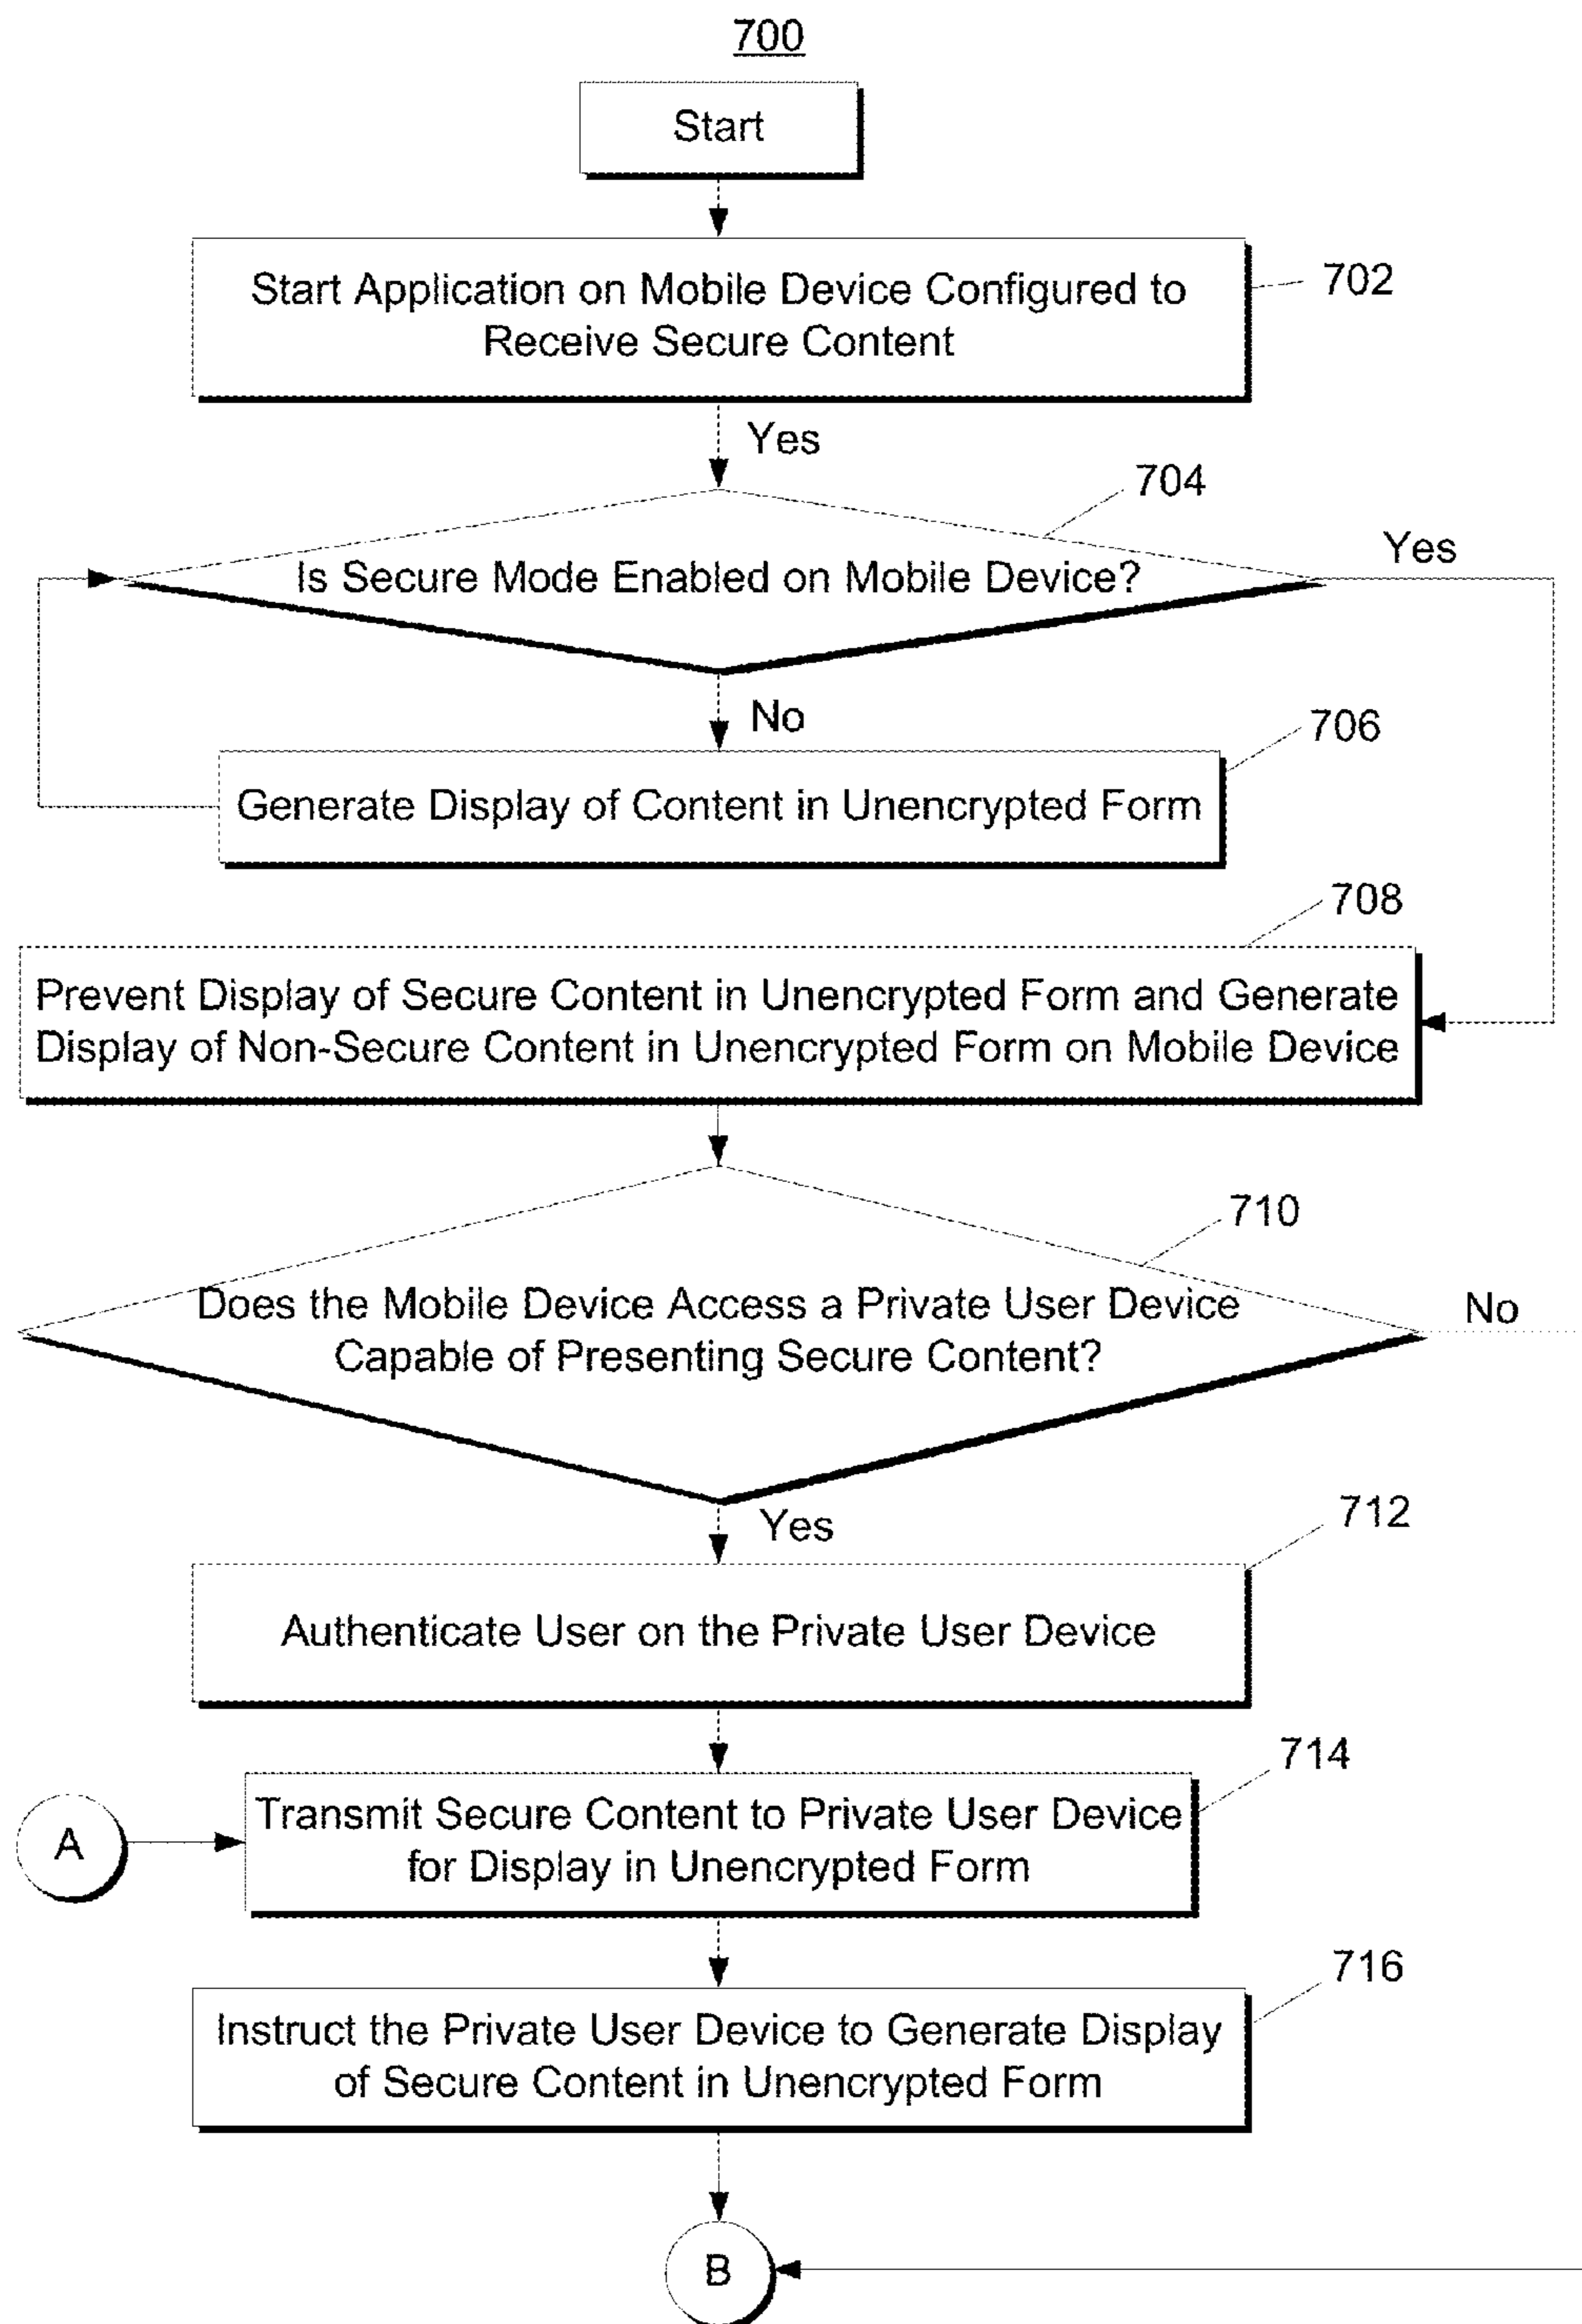 700
Start
Start Application on Mobile Device Configured to
Receive Secure Content
702
Yes
704
Is Secure Mode Enabled on Mobile Device?
Yes
No
706
Generate Display of Content in Unencrypted Form
708
Prevent Display of Secure Content in Unencrypted Form and Generate
Display of Non-Secure Content in Unencrypted Form on Mobile Device
710
Does the Mobile Device Access a Private User Device
Capable of Presenting Secure Content?
No
Yes
712
Authenticate User on the Private User Device
714
Transmit Secure Content to Private User Device
for Display in Unencrypted Form
A
716
Instruct the Private User Device to Generate Display
of Secure Content in Unencrypted Form
B